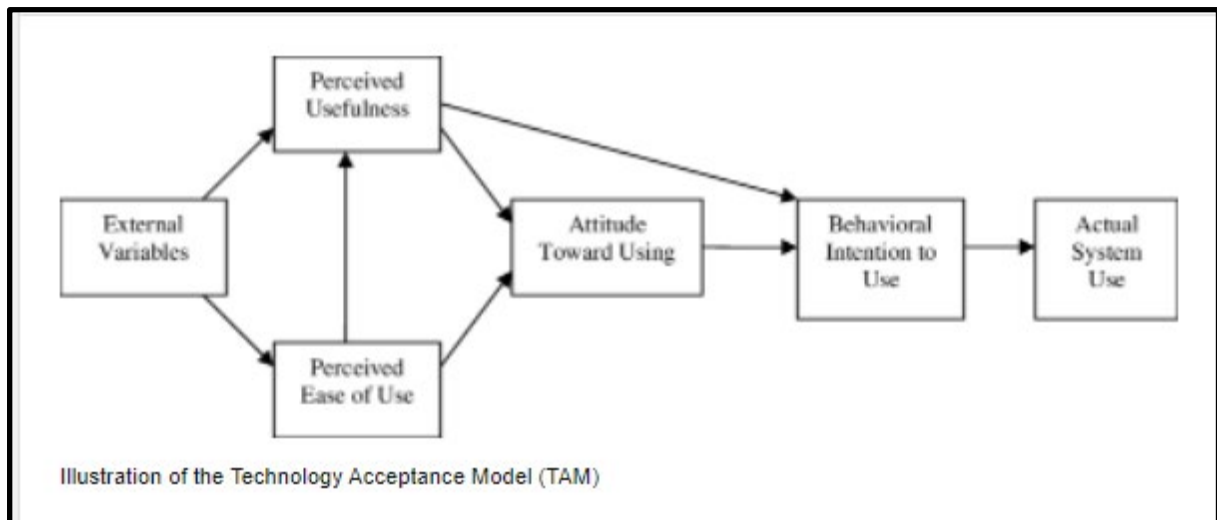 Perceived
Usefulness
External
Variables
Attitude
Toward Using
Behavioral
Intention to
Use
Actual
System
Use
Perceived
Ease of Use
Illustration of the Technology Acceptance Model (TAM)